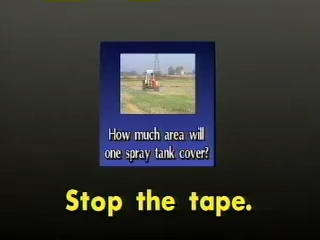 How much area will
one spray tank cover?
Stop the tape.